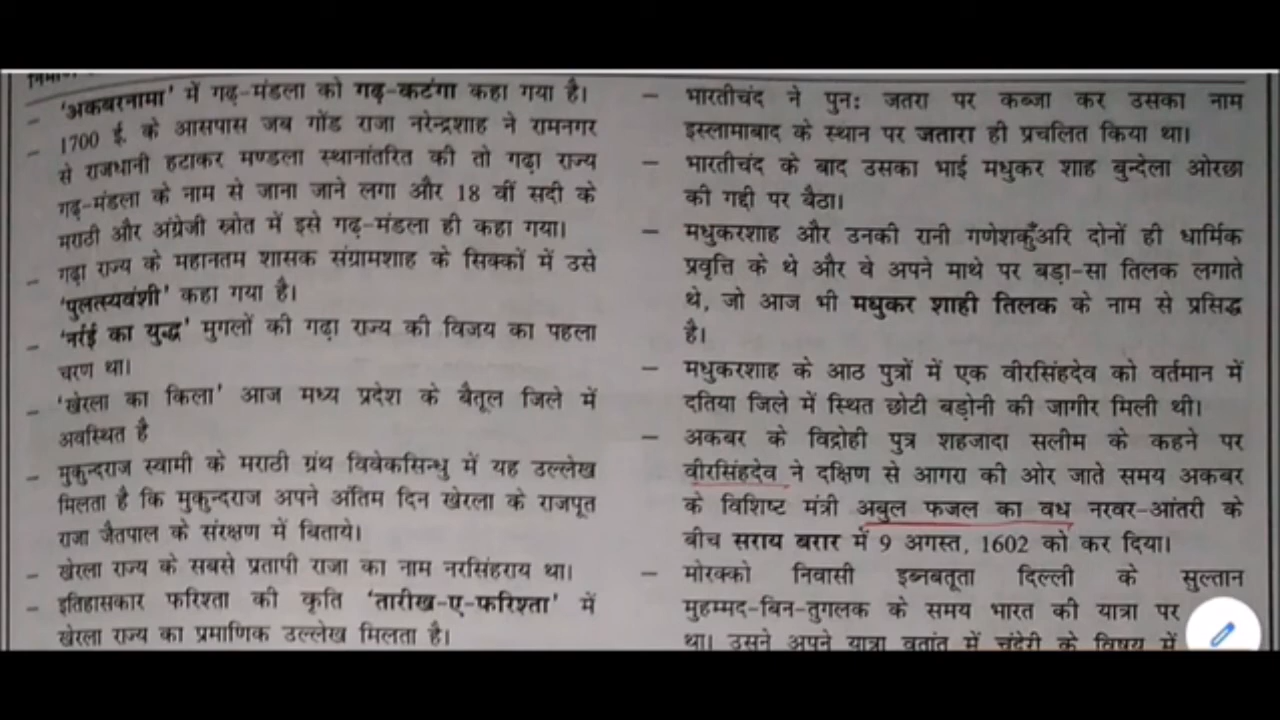 'अकबरनामा' में गढ़-मंडला को गढ़-कटंगा कहा गया है।
– 1700 ई. के आसपास जब गोंड राजा नरेन्द्रशाह ने रामनगर
से राजधानी हटाकर मण्डला स्थानांतरित की तो गढ़ा राज्य
गढ़-मंडला के नाम से जाना जाने लगा और 18 वीं सदी के
मराठी और अंग्रेजी स्रोत में इसे गढ़-मंडला ही कहा गया।
– गढ़ा राज्य के महानतम शासक संग्रामशाह के सिक्कों में उसे
'पुलत्स्यवंशी' कहा गया है।
– 'नर्रई का युद्ध' मुगलों की गढ़ा राज्य की विजय का पहला
चरण था।
– 'खेरला का किला' आज मध्य प्रदेश के बैतूल जिले में
अवस्थित है
– मुकुन्दराज स्वामी के मराठी ग्रंथ विवेकसिन्धु में यह उल्लेख
मिलता है कि मुकुन्दराज अपने अंतिम दिन खेरला के राजपूत
राजा जैतपाल के संरक्षण में बिताये।
– खेरला राज्य के सबसे प्रतापी राजा का नाम नरसिंहराय था।
– इतिहासकार फरिश्ता की कृति 'तारीख-ए-फरिश्ता' में
खेरला राज्य का प्रमाणिक उल्लेख मिलता है।
– भारतीचंद ने पुनः जतरा पर कब्जा कर उसका नाम
इस्लामाबाद के स्थान पर जतारा ही प्रचलित किया था।
– भारतीचंद के बाद उसका भाई मधुकर शाह बुन्देला ओरछा
की गद्दी पर बैठा।
– मधुकरशाह और उनकी रानी गणेशकुँअरि दोनों ही धार्मिक
प्रवृत्ति के थे और वे अपने माथे पर बड़ा-सा तिलक लगाते
थे, जो आज भी मधुकर शाही तिलक के नाम से प्रसिद्ध
है।
– मधुकरशाह के आठ पुत्रों में एक वीरसिंहदेव को वर्तमान में
दतिया जिले में स्थित छोटी बड़ोनी की जागीर मिली थी।
– अकबर के विद्रोही पुत्र शहजादा सलीम के कहने पर
वीरसिंहदेव ने दक्षिण से आगरा की ओर जाते समय अकबर
के विशिष्ट मंत्री अबुल फजल का वध नरवर-आंतरी के
बीच सराय बरार में 9 अगस्त, 1602 को कर दिया।
– मोरक्को निवासी इब्नबतूता दिल्ली के सुल्तान
मुहम्मद-बिन-तुगलक के समय भारत की यात्रा पर
था। उसने अपने यात्रा वृतांत में चंदेरी के विषय में